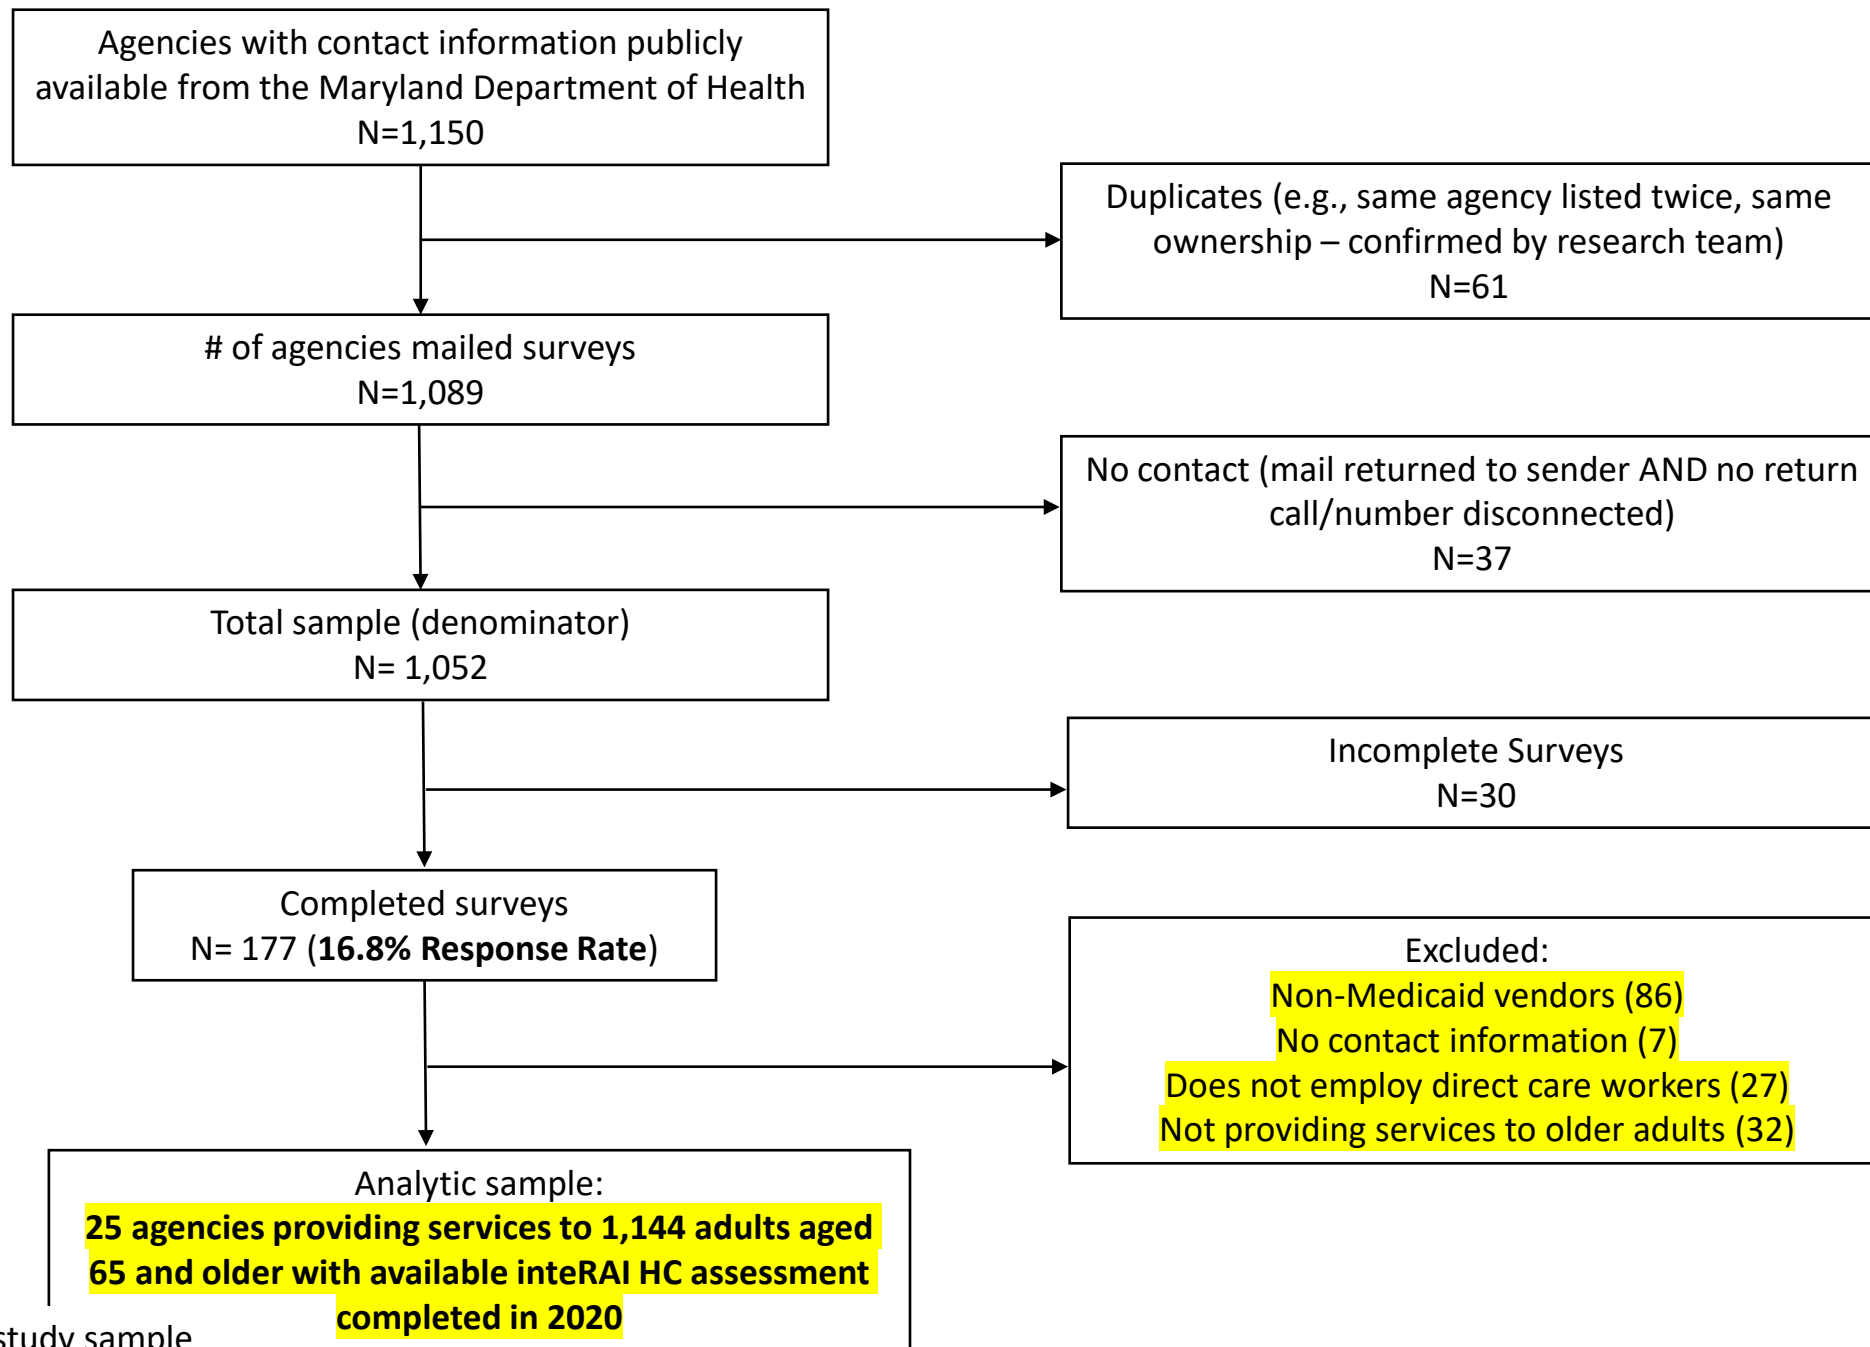 Agencies with contact information publicly
available from the Maryland Department of Health
N=1,150
Duplicates (e.g., same agency listed twice, same
ownership – confirmed by research team)
N=61
# of agencies mailed surveys
N=1,089
No contact (mail returned to sender AND no return
call/number disconnected)
N=37
Total sample (denominator)
N= 1,052
Incomplete Surveys
N=30
Completed surveys
N= 177 (16.8% Response Rate)
Excluded:
Non-Medicaid vendors (86)
No contact information (7)
Does not employ direct care workers (27)
Not providing services to older adults (32)
Analytic sample:
25 agencies providing services to 1,144 adults aged
65 and older with available inteRAI HC assessment
completed in 2020
study sample